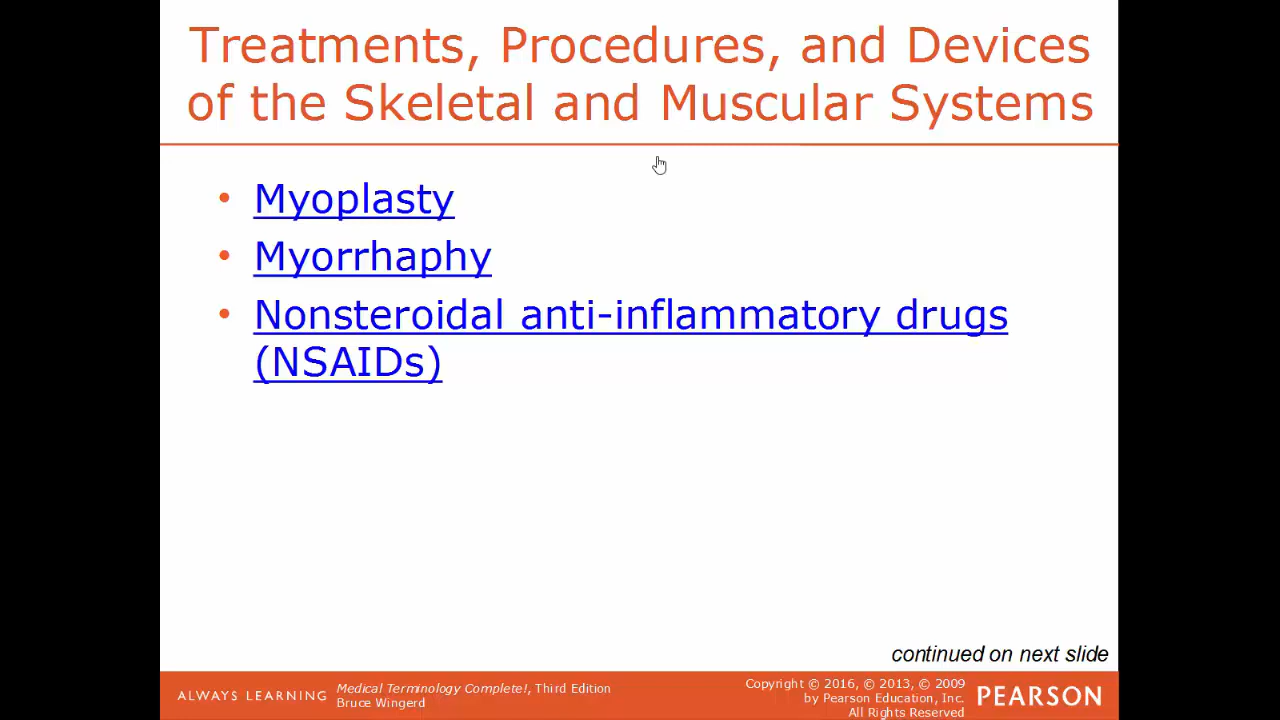 Treatments, Procedures, and Devices
of the Skeletal and Muscular Systems
• Myoplasty
• Myorrhaphy
• Nonsteroidal anti-inflammatory drugs
(NSAIDs)
continued on next slide
ALWAYS LEARNING
Medical Terminology Complete!, Third Edition
Bruce Wingerd
Copyright © 2016, © 2013, © 2009
by Pearson Education, Inc.
All Rights Reserved
PEARSON